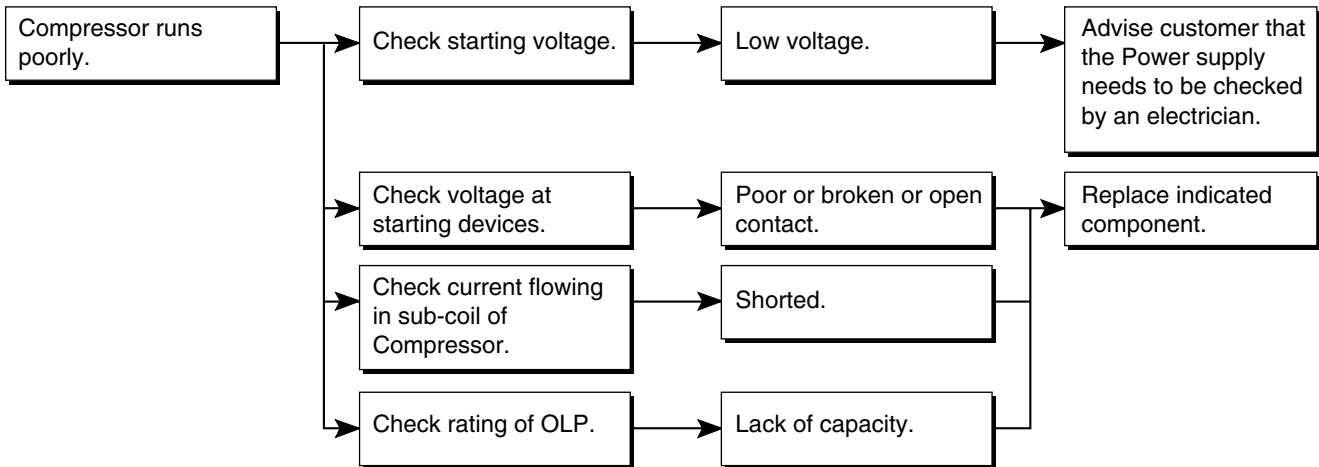 Compressor runs
poorly.
Check starting voltage.
Low voltage.
Advise customer that
the Power supply
needs to be checked
by an electrician.
Check voltage at
starting devices.
Poor or broken or open
contact.
Replace indicated
component.
Check current flowing
in sub-coil of
Compressor.
Shorted.
Check rating of OLP.
Lack of capacity.